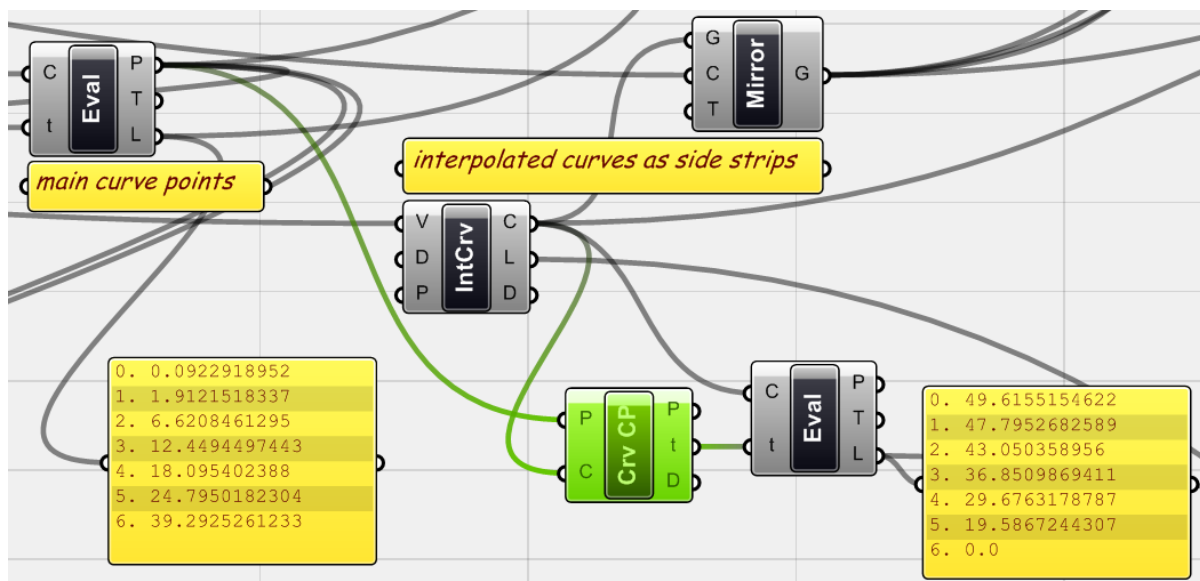 C
t
Eval
P
T
L
main curve points
G
C
T
Mirror
G
interpolated curves as side strips
V
D
P
IntCrv
C
L
D
0. 0.0922918952
1. 1.9121518337
2. 6.6208461295
3. 12.4494497443
4. 18.095402388
5. 24.7950182304
6. 39.2925261233
P
C
Crv CP
P
t
D
C
t
Eval
P
T
L
0. 49.6155154622
1. 47.7952682589
2. 43.050358956
3. 36.8509869411
4. 29.6763178787
5. 19.5867244307
6. 0.0